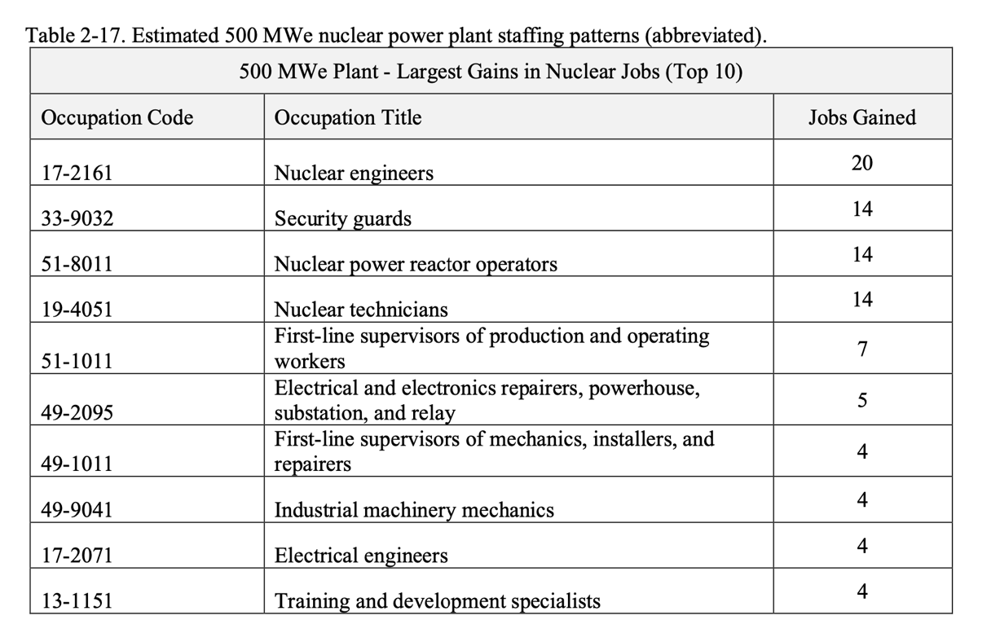 Table 2-17. Estimated 500 MWe nuclear power plant staffing patterns (abbreviated).
500 MWe Plant - Largest Gains in Nuclear Jobs (Top 10)
Occupation Code Occupation Title Jobs Gained
17-2161 Nuclear engineers 20
33-9032 Security guards 14
51-8011 Nuclear power reactor operators 14
19-4051 Nuclear technicians 14
First-line supervisors of production and operating
51-1011 workers 7
Electrical and electronics repairers, powerhouse,
49-2095 substation, and relay 5
First-line supervisors of mechanics, installers, and
49-1011 repairers 4
49-9041 Industrial machinery mechanics 4
17-2071 Electrical engineers 4
13-1151 Training and development specialists 4